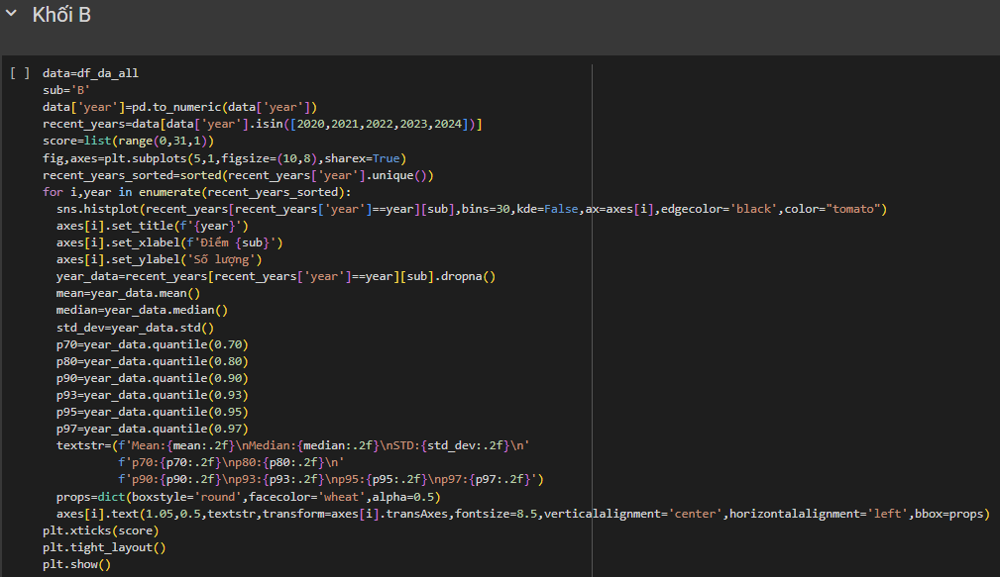 Khối B
[ ] data=df_da_all
sub='B'
data['year']=pd.to_numeric(data['year'])
recent_years=data[data['year'].isin([2020,2021,2022,2023,2024])]
score=list(range(0,31,1))
fig,axes=plt.subplots(5,1,figsize=(10,8),sharex=True)
recent_years_sorted=sorted(recent_years['year'].unique())
for i,year in enumerate(recent_years_sorted):
  sns.histplot(recent_years[recent_years['year']==year][sub],bins=30,kde=False,ax=axes[i],edgecolor='black',color="tomato")
  axes[i].set_title(f'{year}')
  axes[i].set_xlabel(f'Điểm {sub}')
  axes[i].set_ylabel('Số lượng')
  year_data=recent_years[recent_years['year']==year][sub].dropna()
  mean=year_data.mean()
  median=year_data.median()
  std_dev=year_data.std()
  p70=year_data.quantile(0.70)
  p80=year_data.quantile(0.80)
  p90=year_data.quantile(0.90)
  p93=year_data.quantile(0.93)
  p95=year_data.quantile(0.95)
  p97=year_data.quantile(0.97)
  textstr=(f'Mean:{mean:.2f}\nMedian:{median:.2f}\nSTD:{std_dev:.2f}\n'
           f'p70:{p70:.2f}\np80:{p80:.2f}\n'
           f'p90:{p90:.2f}\np93:{p93:.2f}\np95:{p95:.2f}\np97:{p97:.2f}')
  props=dict(boxstyle='round',facecolor='wheat',alpha=0.5)
  axes[i].text(1.05,0.5,textstr,transform=axes[i].transAxes,fontsize=8.5,verticalalignment='center',horizontalalignment='left',bbox=props)
plt.xticks(score)
plt.tight_layout()
plt.show()